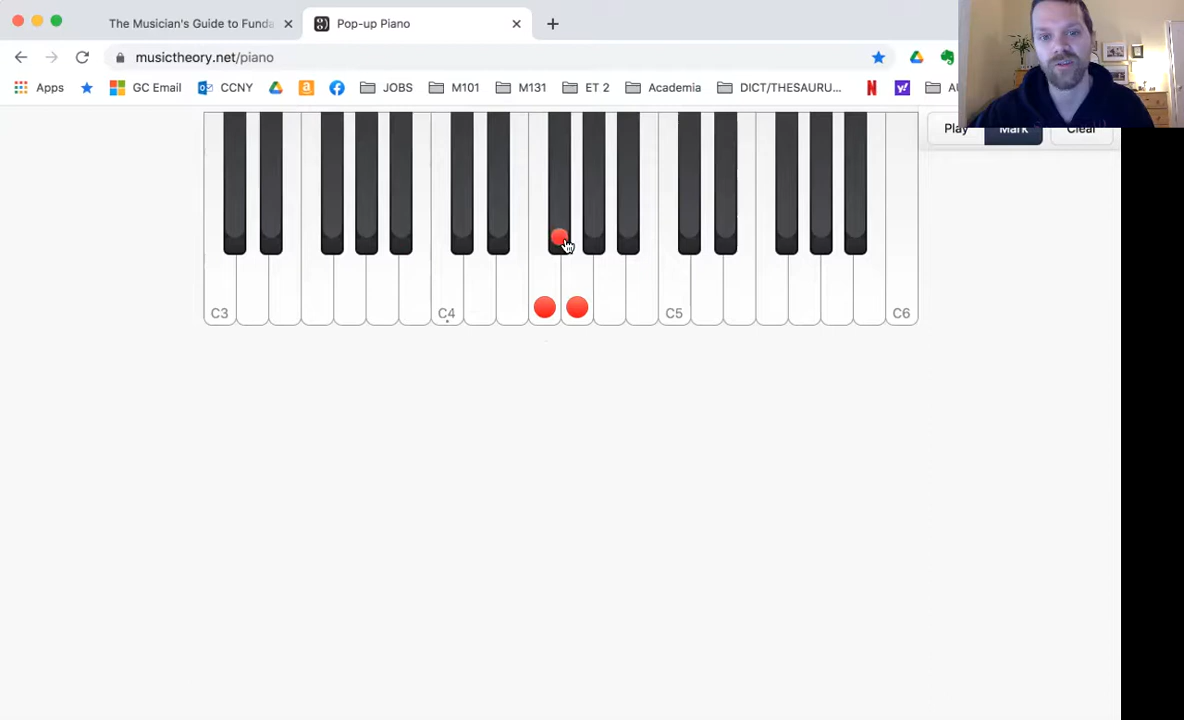 The Musician's Guide to Funda
Pop-up Piano
musictheory.net/piano
Apps
GC Email
CCNY
JOBS
M101
M131
ET 2
Academia
DICT/THESAURU...
Play
Mark
Clear
C3
C4
C5
C6